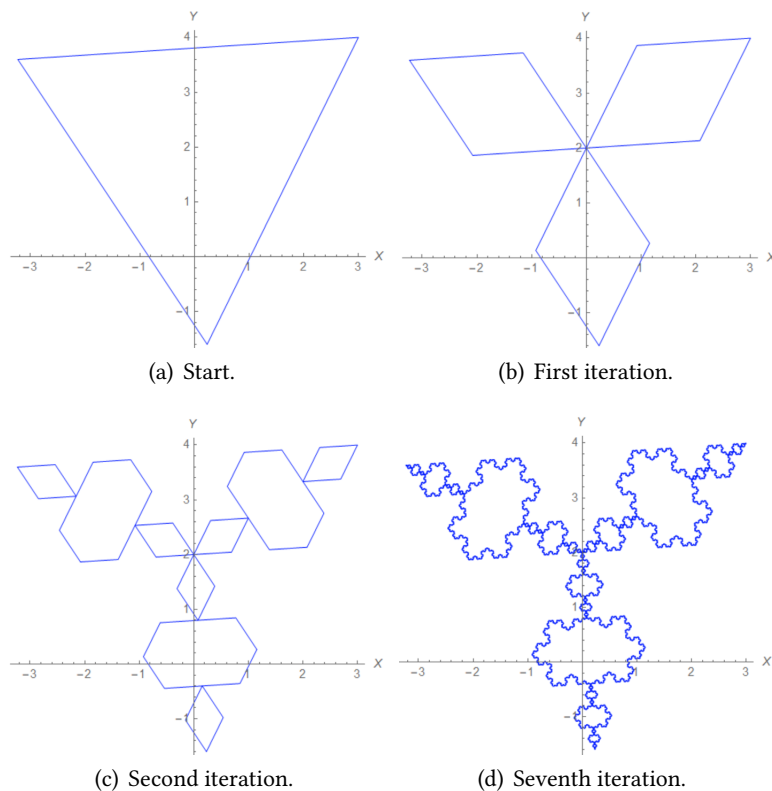 Y
4
3
2
1
−3 −2 −1 1 2 3 X
−1
(a) Start.
Y
4
3
2
1
−3 −2 −1 1 2 3 X
−1
(b) First iteration.
Y
4
3
2
1
−3 −2 −1 1 2 3 X
−1
(c) Second iteration.
Y
4
3
2
1
−3 −2 −1 1 2 3 X
−1
(d) Seventh iteration.